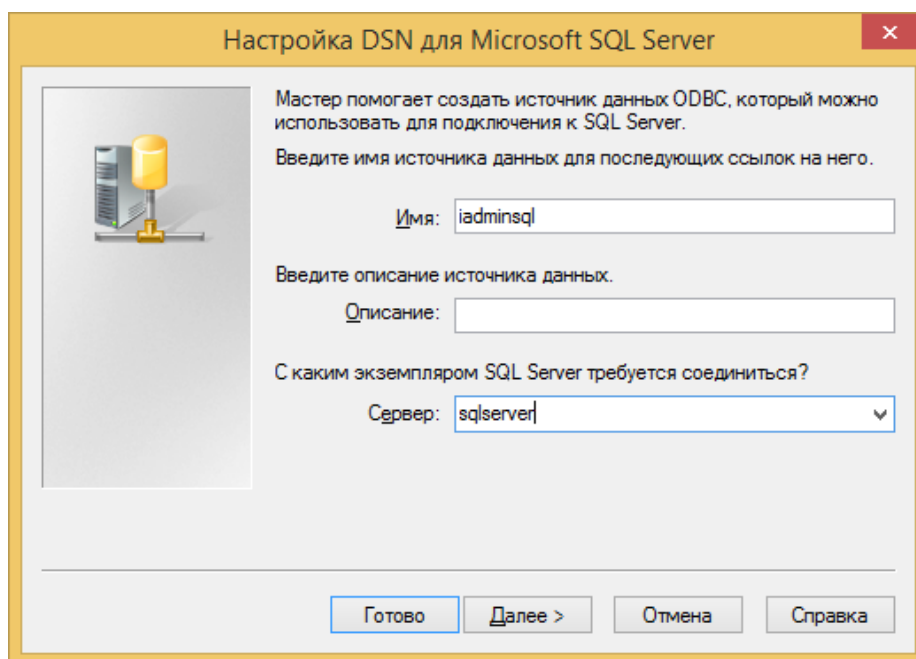 Настройка DSN для Microsoft SQL Server
Мастер помогает создать источник данных ODBC, который можно
использовать для подключения к SQL Server.
Введите имя источника данных для последующих ссылок на него.
Имя: iadminsql
Введите описание источника данных.
Описание:
С каким экземпляром SQL Server требуется соединиться?
Сервер: sqlserver
Готово Далее > Отмена Справка